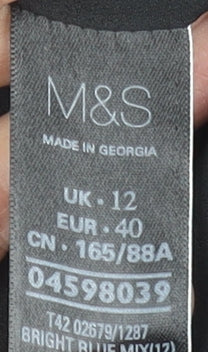 M&S
MADE IN GEORGIA
UK • 12
EUR • 40
CN • 165/88A
04598039
T42 02679/1287
BRIGHT BLUE MIX(12)